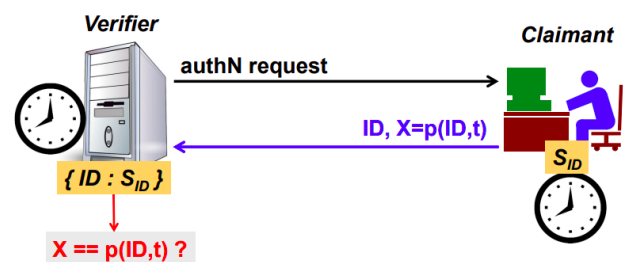 Verifier
Claimant
authN request
ID, X=p(ID,t)
{ ID : S_ID }
S_ID
X == p(ID,t) ?